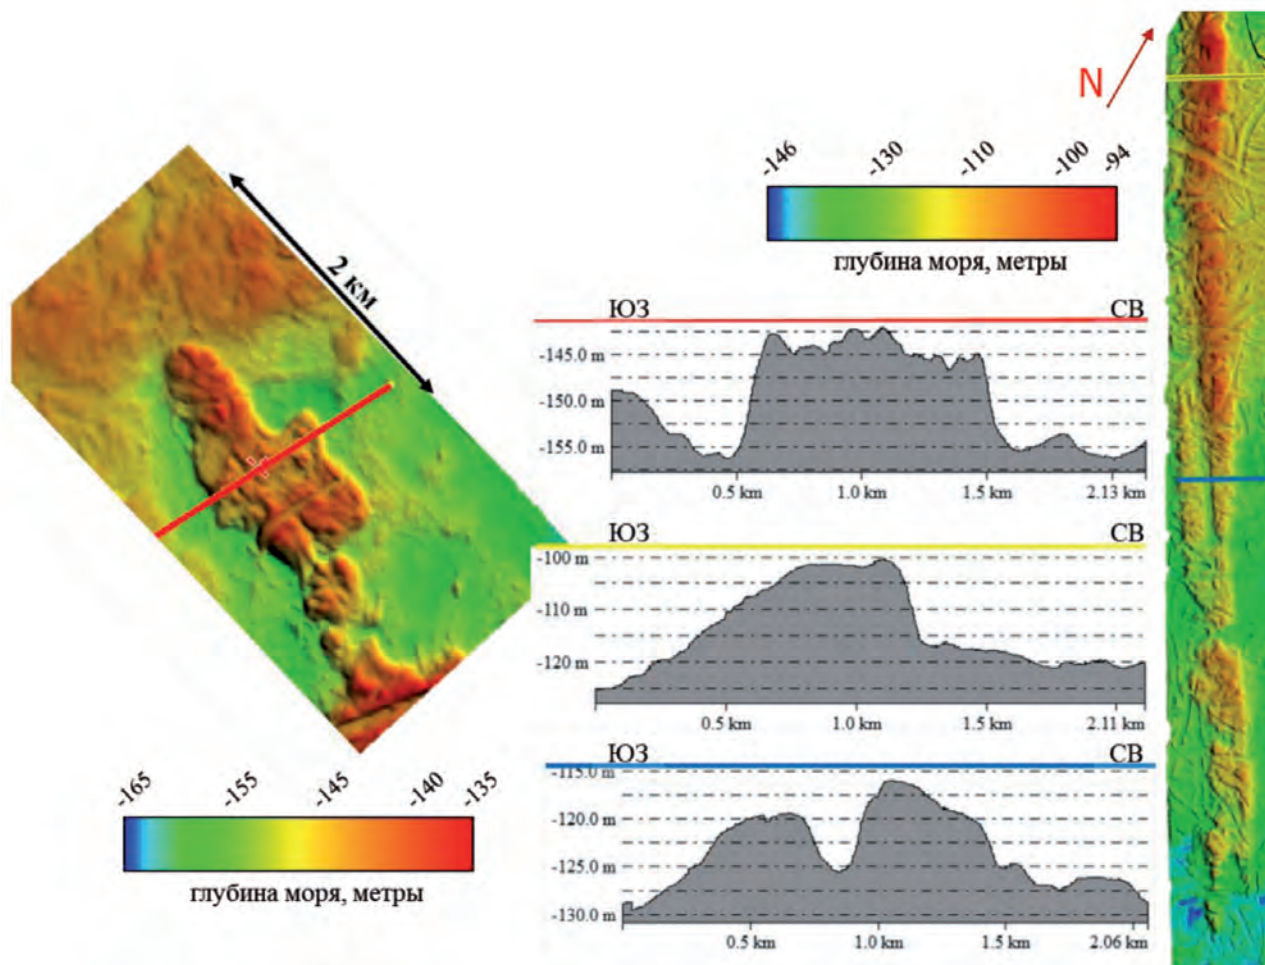 N
-146 -130 -110 -100 -94
глубина моря, метры
2 км
ЮЗ СВ
-145.0 m
-150.0 m
-155.0 m
0.5 km 1.0 km 1.5 km 2.13 km
ЮЗ СВ
-100 m
-110 m
-120 m
0.5 km 1.0 km 1.5 km 2.11 km
ЮЗ СВ
-115.0 m
-120.0 m
-125.0 m
-130.0 m
0.5 km 1.0 km 1.5 km 2.06 km
-165 -155 -145 -140 -135
глубина моря, метры